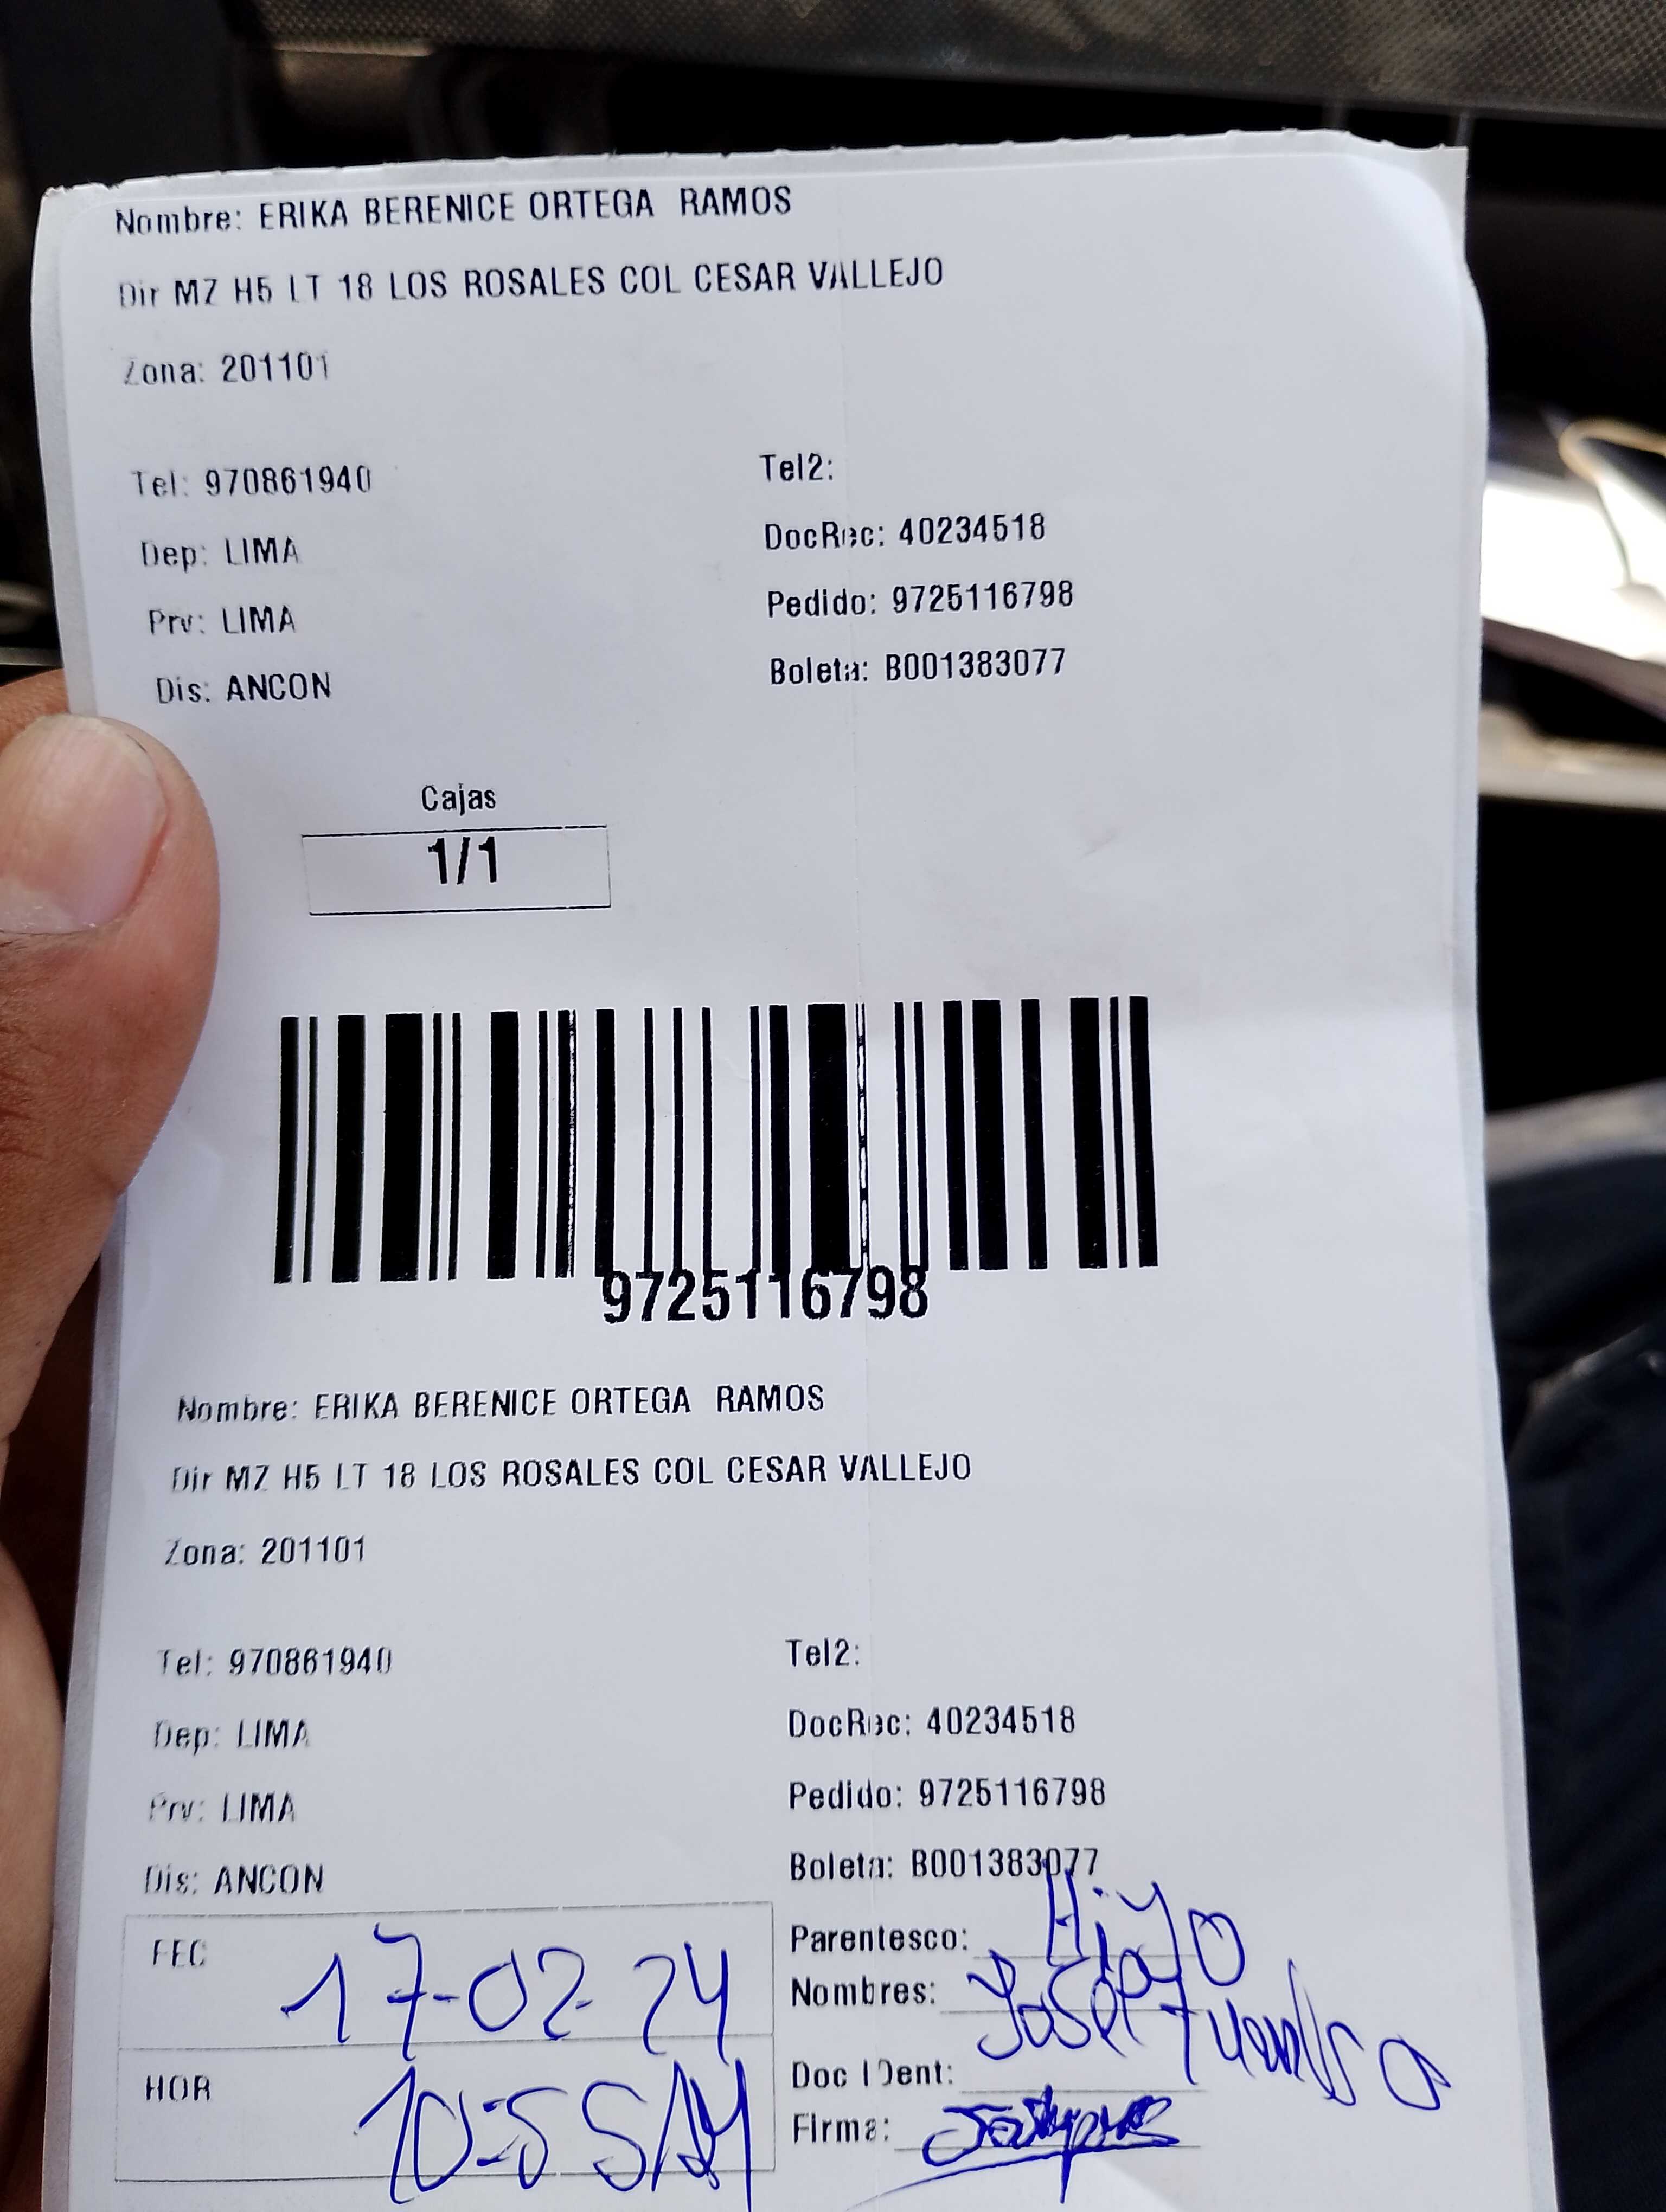 Nombre: ERIKA BERENICE ORTEGA RAMOS
Dir MZ H5 LT 18 LOS ROSALES COL CESAR VALLEJO
Zona: 201101
Tel: 970861940 Tel2:
Dep: LIMA DocRec: 40234518
Prv: LIMA Pedido: 9725116798
Dis: ANCON Boleta: B001383077
Cajas
1/1
9725116798
Nombre: ERIKA BERENICE ORTEGA RAMOS
Dir MZ H5 LT 18 LOS ROSALES COL CESAR VALLEJO
Zona: 201101
Tel: 970861940 Tel2:
Dep: LIMA DocRec: 40234518
Prv: LIMA Pedido: 9725116798
Dis: ANCON Boleta: B001383077
FEC 17-02-24 Parentesco: Hijo
Nombres:
HOR 10:55AM Doc IDent:
Firma: